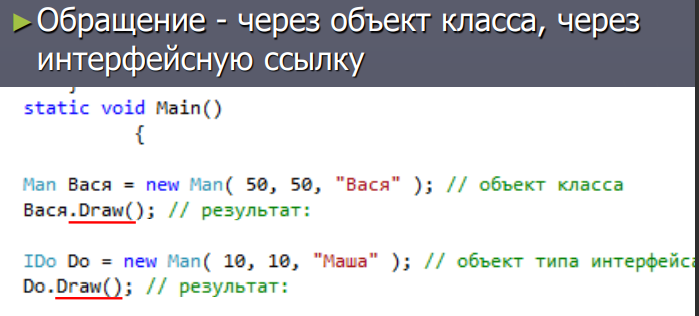 Обращение - через объект класса, через
интерфейсную ссылку
static void Main()
{
Man Вася = new Man( 50, 50, "Вася" ); // объект класса
Вася.Draw(); // результат:
IDo Do = new Man( 10, 10, "Маша" ); // объект типа интерфейса
Do.Draw(); // результат: